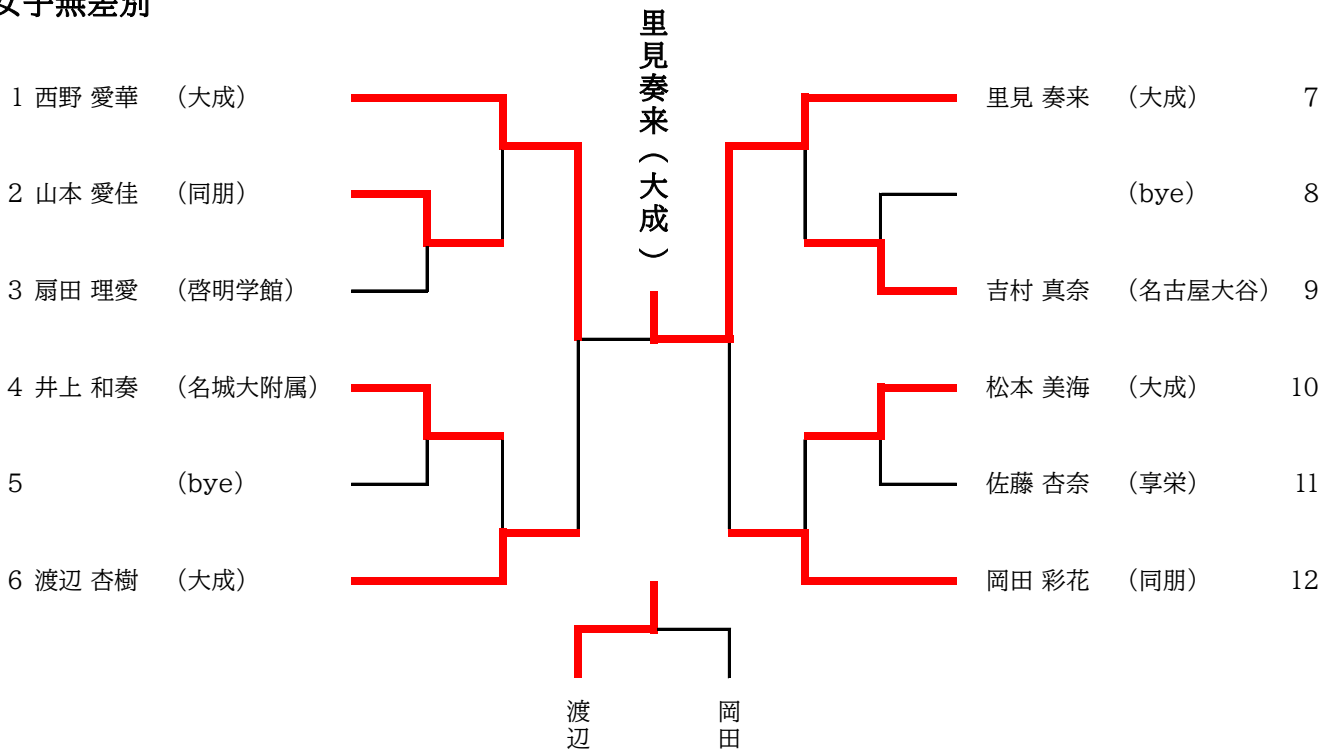 女子無差別
里見奏来（大成）
1 西野 愛華 （大成）
2 山本 愛佳 （同朋）
3 扇田 理愛 （啓明学館）
4 井上 和奏 （名城大附属）
5 （bye）
6 渡辺 杏樹 （大成）
里見 奏来 （大成） 7
（bye） 8
吉村 真奈 （名古屋大谷） 9
松本 美海 （大成） 10
佐藤 杏奈 （享栄） 11
岡田 彩花 （同朋） 12
渡辺
岡田